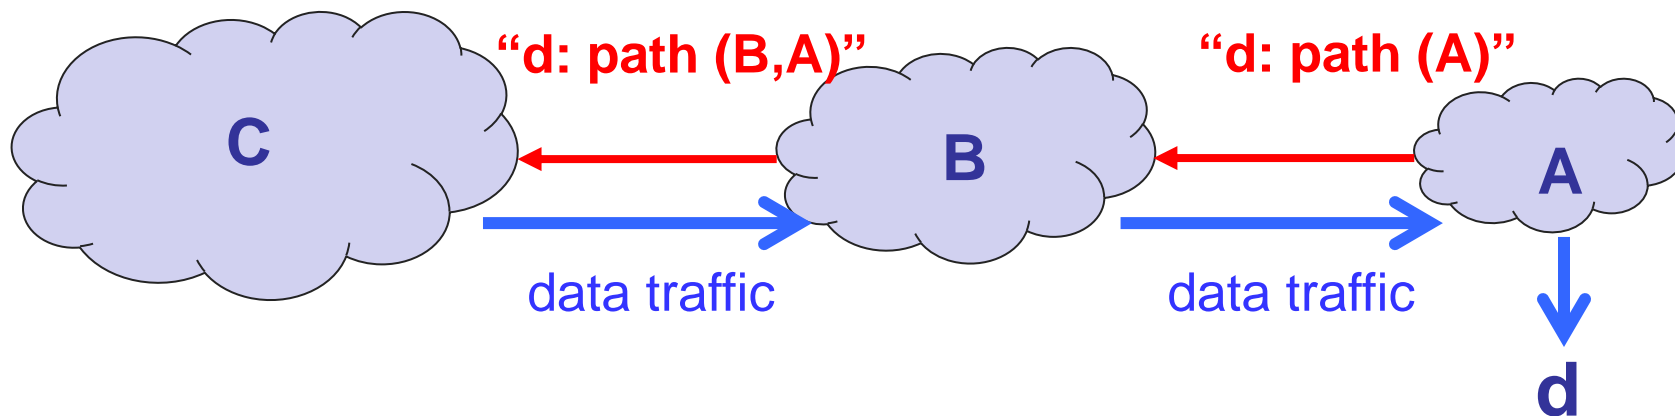 “d: path (B,A)”
“d: path (A)”
C
B
A
data traffic
data traffic
d